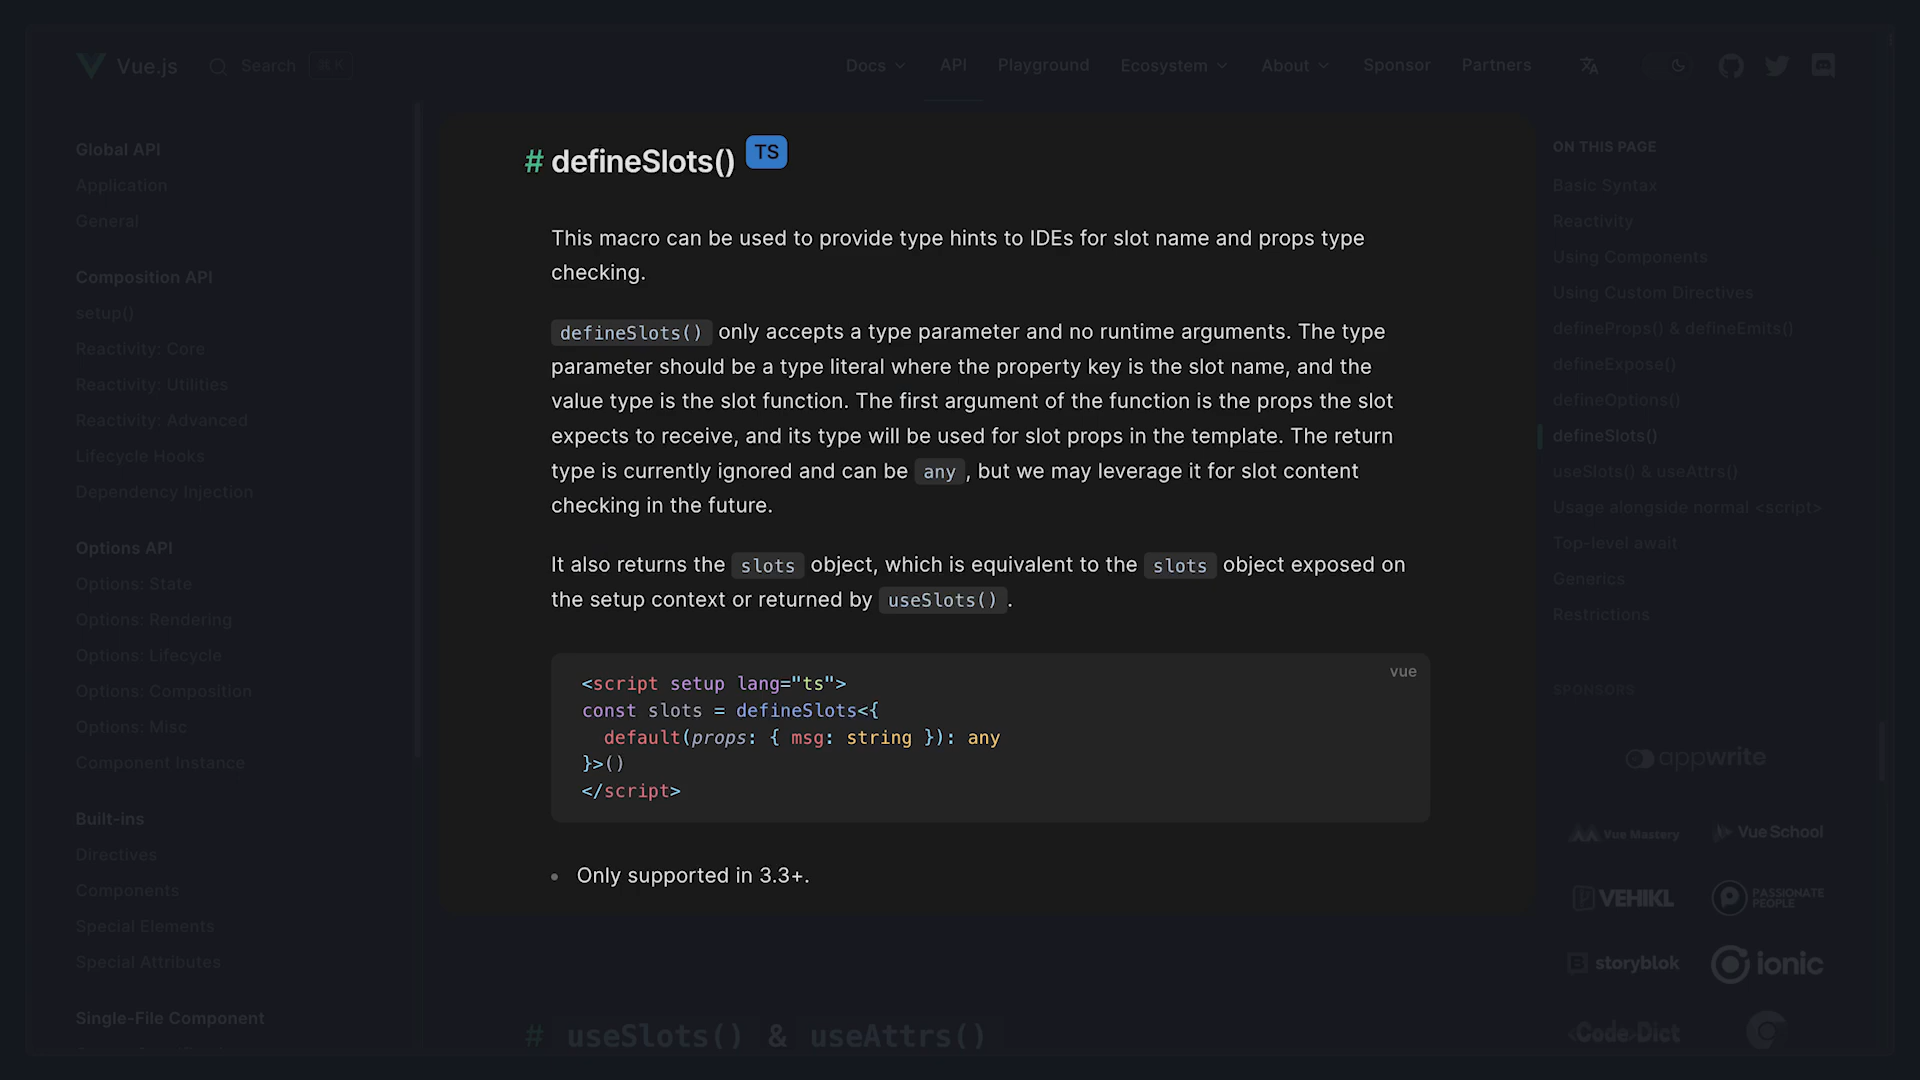 Vue.js
Search
⌘ K
Docs
API
Playground
Ecosystem
About
Sponsor
Partners
Global API
Application
General
Composition API
setup()
Reactivity: Core
Reactivity: Utilities
Reactivity: Advanced
Lifecycle Hooks
Dependency Injection
Options API
Options: State
Options: Rendering
Options: Lifecycle
Options: Composition
Options: Misc
Component Instance
Built-ins
Directives
Components
Special Elements
Special Attributes
Single-File Component
# defineSlots() TS
This macro can be used to provide type hints to IDEs for slot name and props type
checking.
defineSlots() only accepts a type parameter and no runtime arguments. The type
parameter should be a type literal where the property key is the slot name, and the
value type is the slot function. The first argument of the function is the props the slot
expects to receive, and its type will be used for slot props in the template. The return
type is currently ignored and can be any, but we may leverage it for slot content
checking in the future.
It also returns the slots object, which is equivalent to the slots object exposed on
the setup context or returned by useSlots().
vue
<script setup lang="ts">
const slots = defineSlots<{
  default(props: { msg: string }): any
}>()
</script>
• Only supported in 3.3+.
# useSlots() & useAttrs()
ON THIS PAGE
Basic Syntax
Reactivity
Using Components
Using Custom Directives
defineProps() & defineEmits()
defineExpose()
defineOptions()
defineSlots()
useSlots() & useAttrs()
Usage alongside normal <script>
Top-level await
Generics
Restrictions
SPONSORS
appwrite
Vue Mastery
Vue School
VEHIKL
PASSIONATE
PEOPLE
storyblok
ionic
<Code>Dict